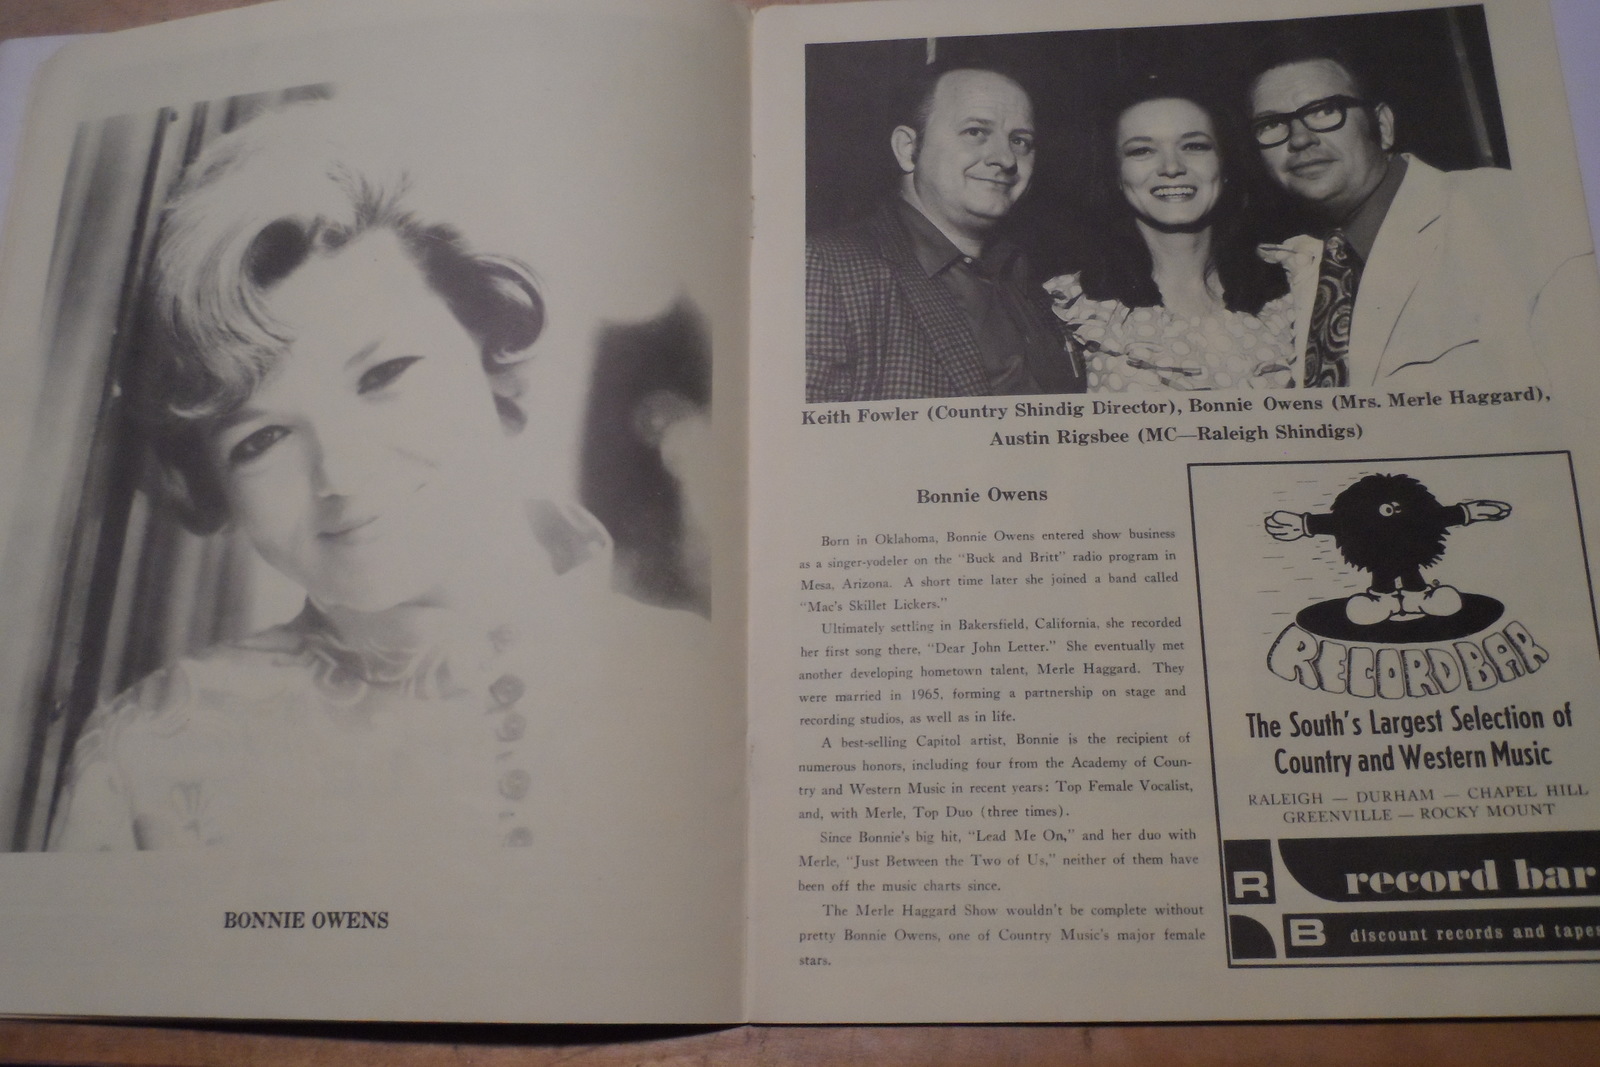 BONNIE OWENS
Keith Fowler (Country Shindig Director), Bonnie Owens (Mrs. Merle Haggard),
Austin Rigsbee (MC—Raleigh Shindigs)
Bonnie Owens
Born in Oklahoma, Bonnie Owens entered show business
as a singer-yodeler on the "Buck and Britt" radio program in
Mesa, Arizona. A short time later she joined a band called
"Mac's Skillet Lickers."
Ultimately settling in Bakersfield, California, she recorded
her first song there, "Dear John Letter." She eventually met
another developing hometown talent, Merle Haggard. They
were married in 1965, forming a partnership on stage and
recording studios, as well as in life.
A best-selling Capitol artist, Bonnie is the recipient of
numerous honors, including four from the Academy of Coun-
try and Western Music in recent years: Top Female Vocalist,
and, with Merle, Top Duo (three times).
Since Bonnie's big hit, "Lead Me On," and her duo with
Merle, "Just Between the Two of Us," neither of them have
been off the music charts since.
The Merle Haggard Show wouldn't be complete without
pretty Bonnie Owens, one of Country Music's major female
stars.
RECORD BAR
The South's Largest Selection of
Country and Western Music
RALEIGH — DURHAM — CHAPEL HILL
GREENVILLE — ROCKY MOUNT
R record bar
B discount records and tapes